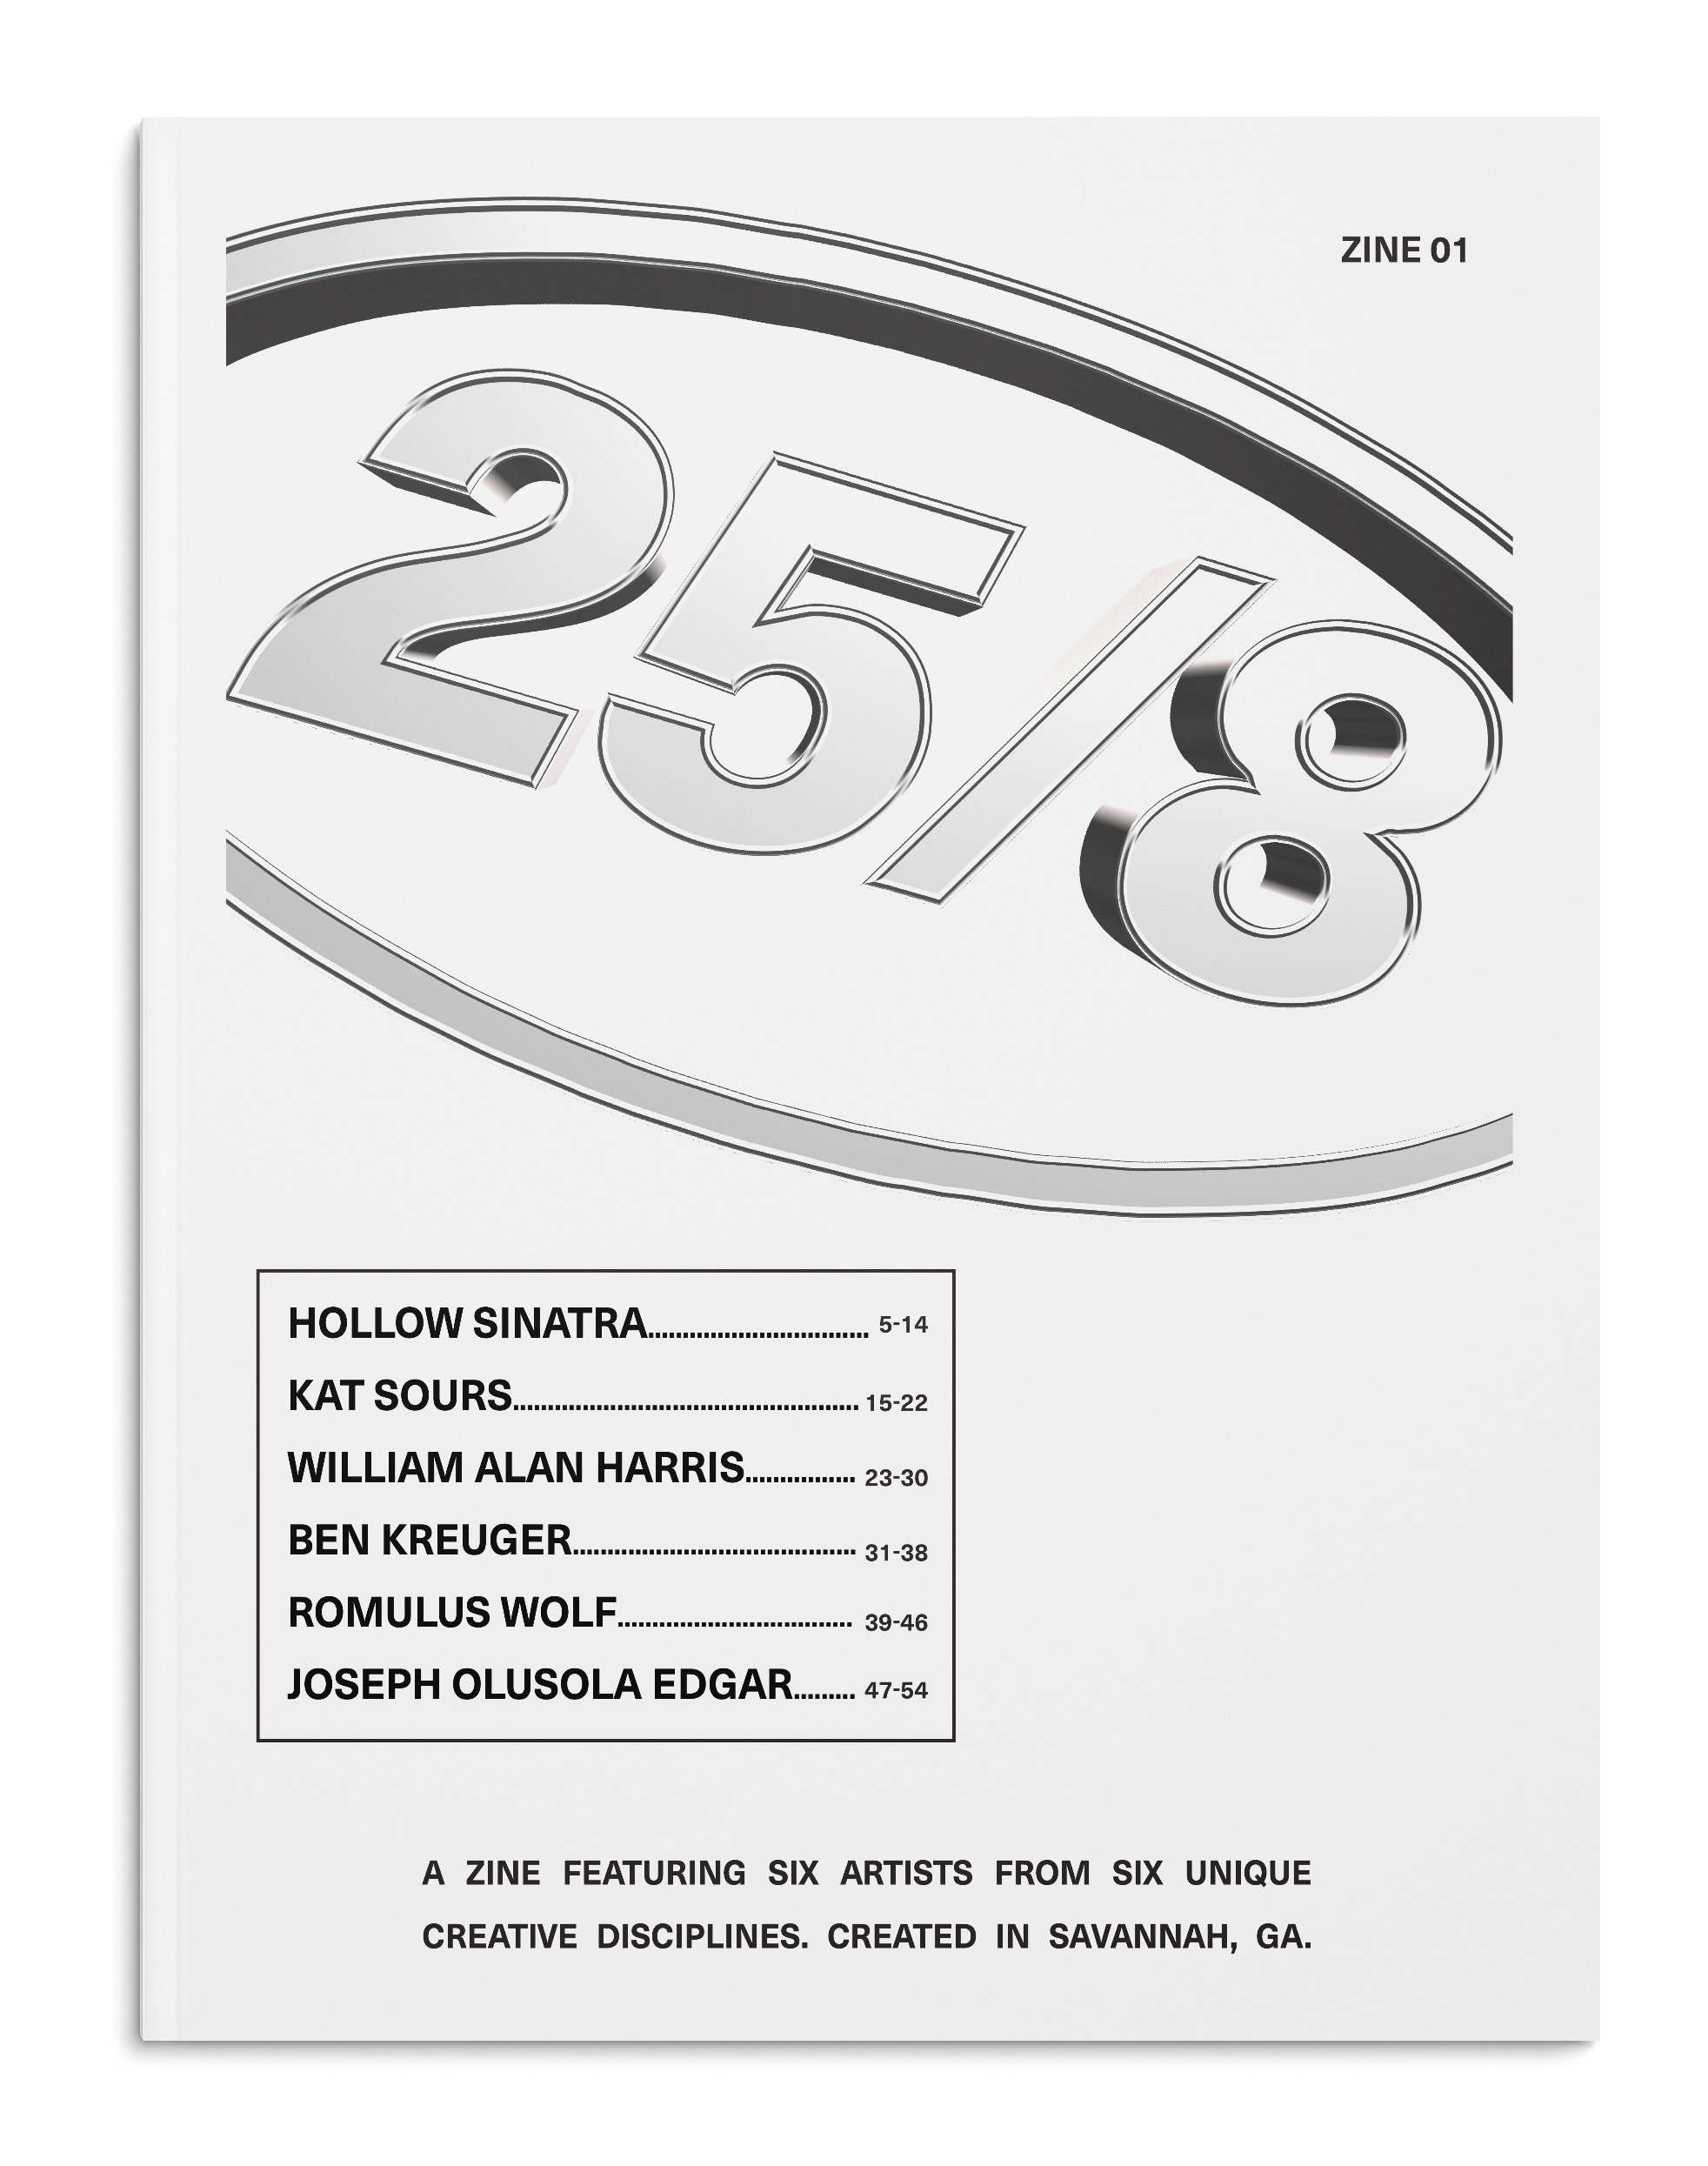 ZINE 01
25/8
HOLLOW SINATRA................................ 5-14
KAT SOURS.................................................. 15-22
WILLIAM ALAN HARRIS................ 23-30
BEN KREUGER......................................... 31-38
ROMULUS WOLF.................................. 39-46
JOSEPH OLUSOLA EDGAR......... 47-54
A ZINE FEATURING SIX ARTISTS FROM SIX UNIQUE
CREATIVE DISCIPLINES. CREATED IN SAVANNAH, GA.